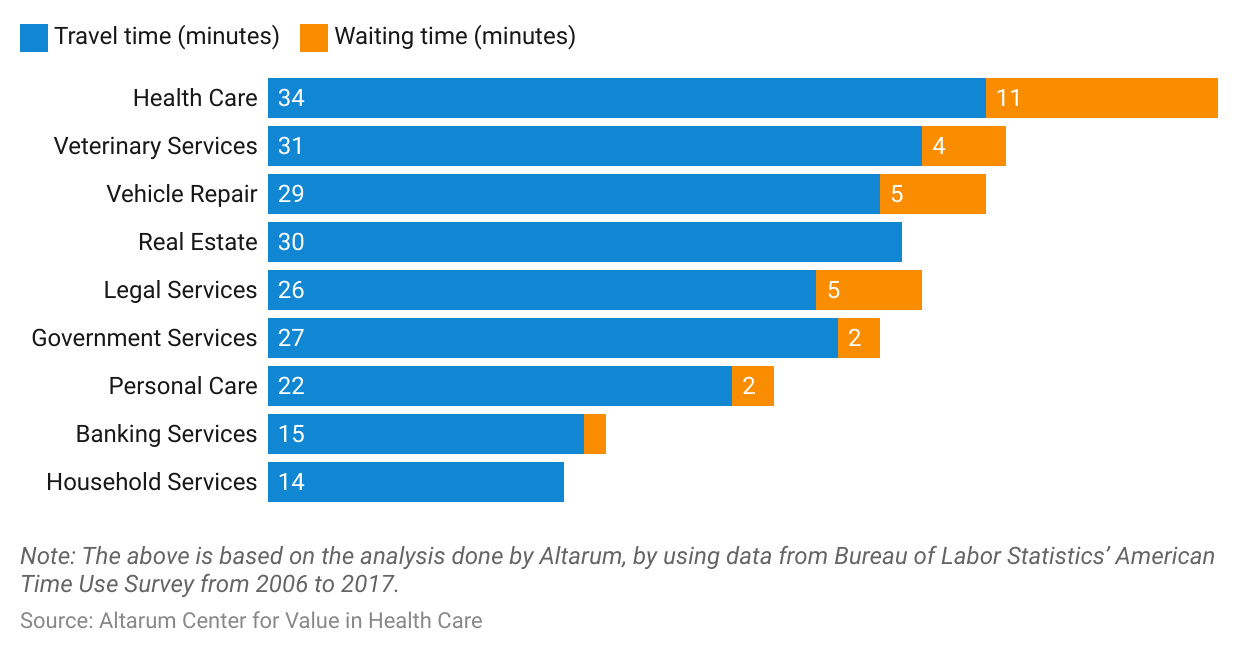 Travel time (minutes) Waiting time (minutes)
Health Care 34 11
Veterinary Services 31 4
Vehicle Repair 29 5
Real Estate 30
Legal Services 26 5
Government Services 27 2
Personal Care 22 2
Banking Services 15
Household Services 14
Note: The above is based on the analysis done by Altarum, by using data from Bureau of Labor Statistics’ American
Time Use Survey from 2006 to 2017.
Source: Altarum Center for Value in Health Care